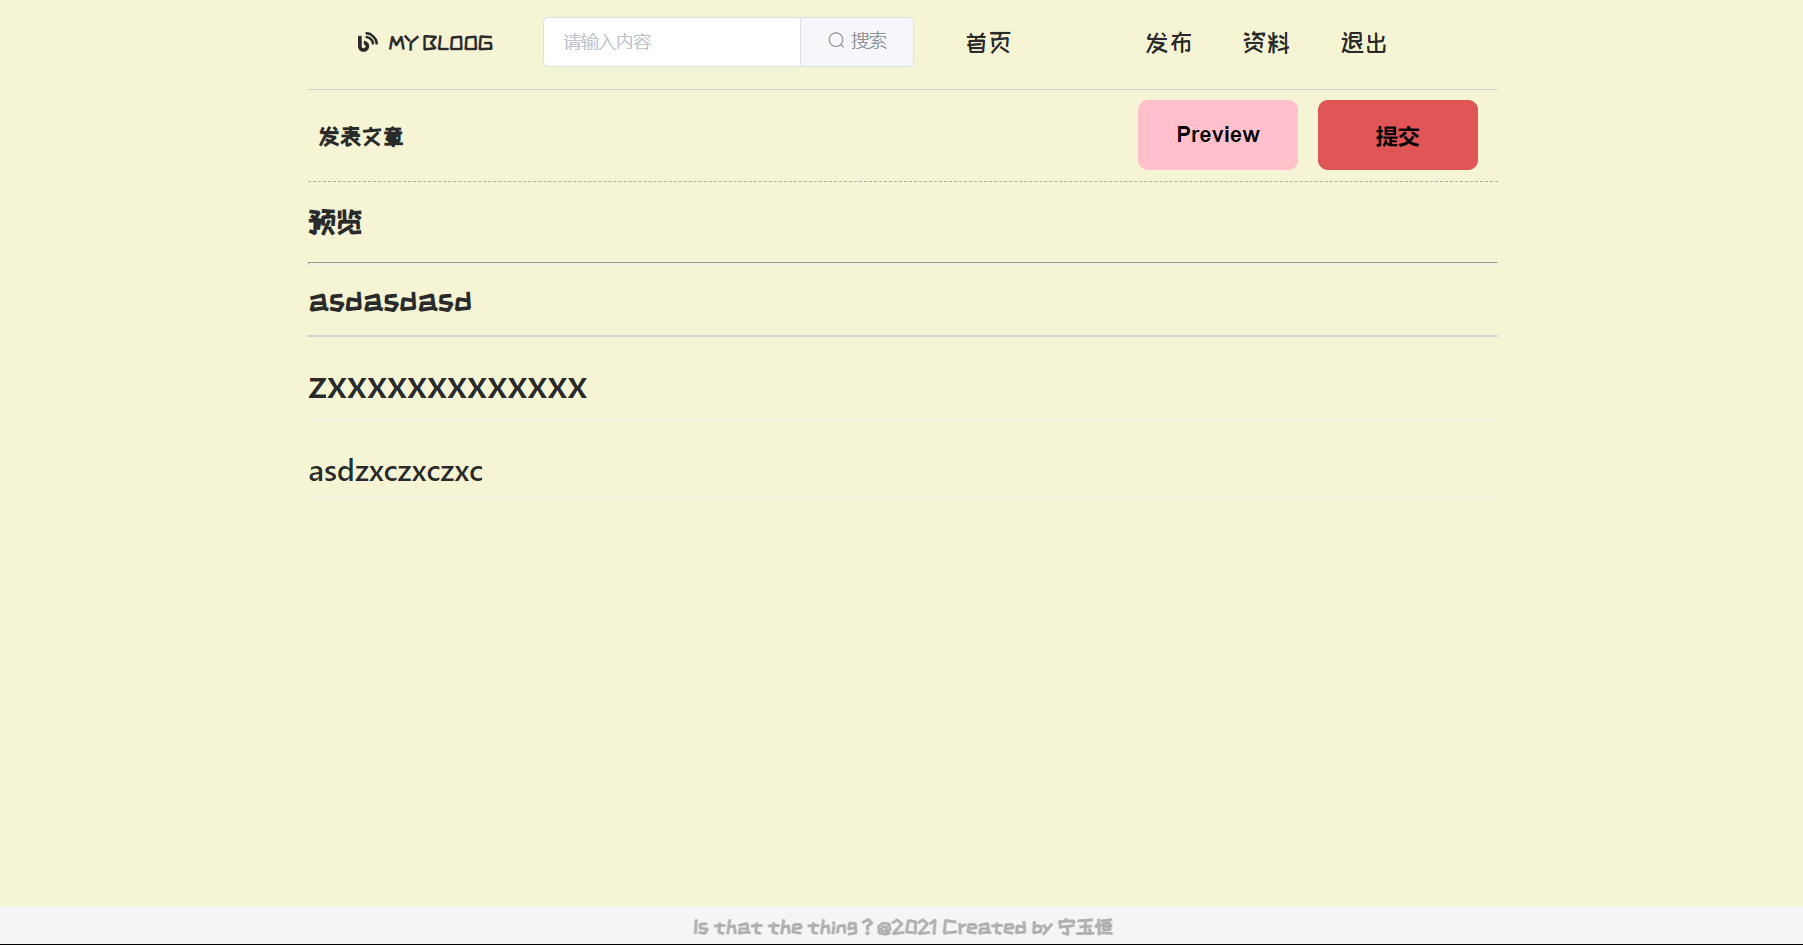 MY BLOOG 请输入内容 搜索 首页 发布 资料 退出
发表文章 Preview 提交
预览
asdasdasd
ZXXXXXXXXXXXXX
asdzxczxczxc
Is that the thing？@2021 Created by 宁玉恒